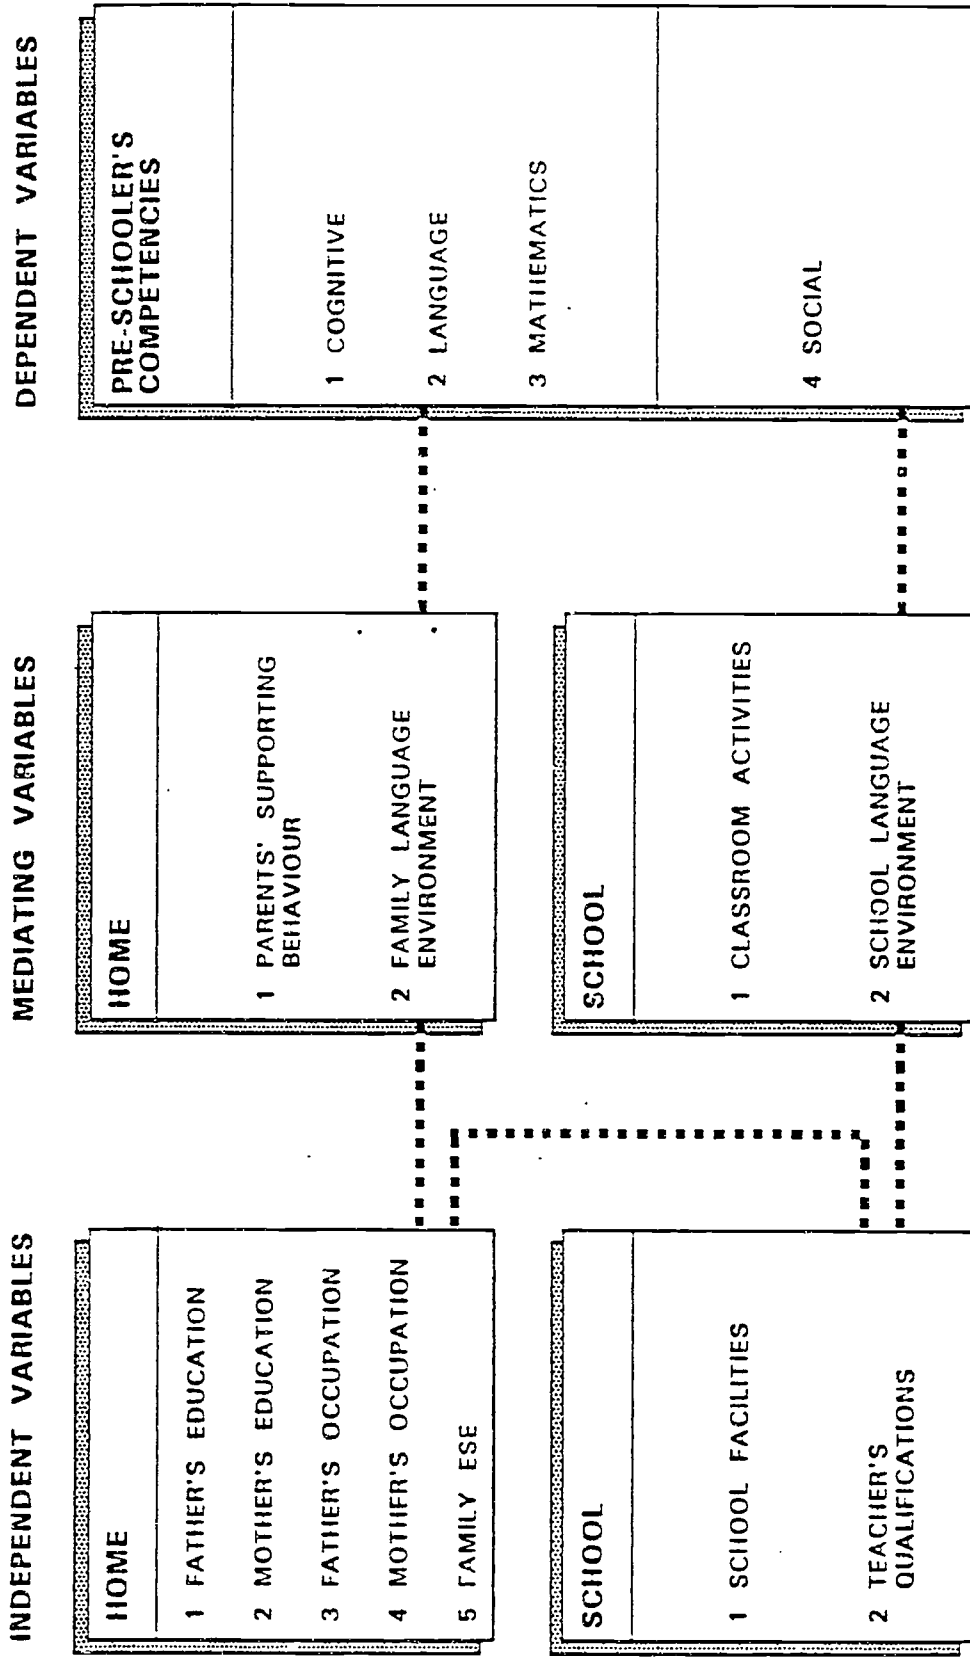 INDEPENDENT VARIABLES
HOME
1 FATHER'S EDUCATION
2 MOTHER'S EDUCATION
3 FATHER'S OCCUPATION
4 MOTHER'S OCCUPATION
5 FAMILY ESE
SCHOOL
1 SCHOOL FACILITIES
2 TEACHER'S
QUALIFICATIONS
MEDIATING VARIABLES
HOME
1 PARENTS' SUPPORTING
BEHAVIOUR
2 FAMILY LANGUAGE
ENVIRONMENT
SCHOOL
1 CLASSROOM ACTIVITIES
2 SCHOOL LANGUAGE
ENVIRONMENT
DEPENDENT VARIABLES
PRE-SCHOOLER'S
COMPETENCIES
1 COGNITIVE
2 LANGUAGE
3 MATHEMATICS
4 SOCIAL